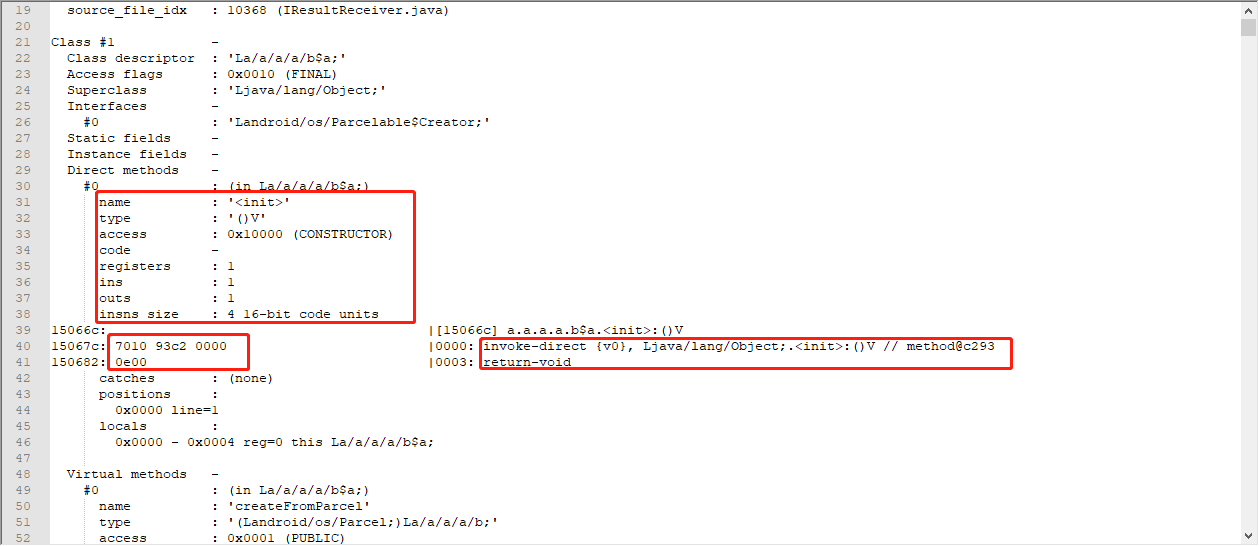 19    source_file_idx   : 10368 (IResultReceiver.java)
20
21  Class #1            -
22    Class descriptor  : 'La/a/a/a/b$a;'
23    Access flags      : 0x0010 (FINAL)
24    Superclass        : 'Ljava/lang/Object;'
25    Interfaces        -
26      #0              : 'Landroid/os/Parcelable$Creator;'
27    Static fields     -
28    Instance fields   -
29    Direct methods    -
30      #0              : (in La/a/a/a/b$a;)
31        name          : '<init>'
32        type          : '()V'
33        access        : 0x10000 (CONSTRUCTOR)
34        code          -
35        registers     : 1
36        ins           : 1
37        outs          : 1
38        insns size    : 4 16-bit code units
39  15066c:                                        |[15066c] a.a.a.a.b$a.<init>:()V
40  15067c: 7010 93c2 0000                         |0000: invoke-direct {v0}, Ljava/lang/Object;.<init>:()V // method@c293
41  150682: 0e00                                   |0003: return-void
42        catches       : (none)
43        positions     :
44          0x0000 line=1
45        locals        :
46          0x0000 - 0x0004 reg=0 this La/a/a/a/b$a;
47
48    Virtual methods   -
49      #0              : (in La/a/a/a/b$a;)
50        name          : 'createFromParcel'
51        type          : '(Landroid/os/Parcel;)La/a/a/a/b;'
52        access        : 0x0001 (PUBLIC)